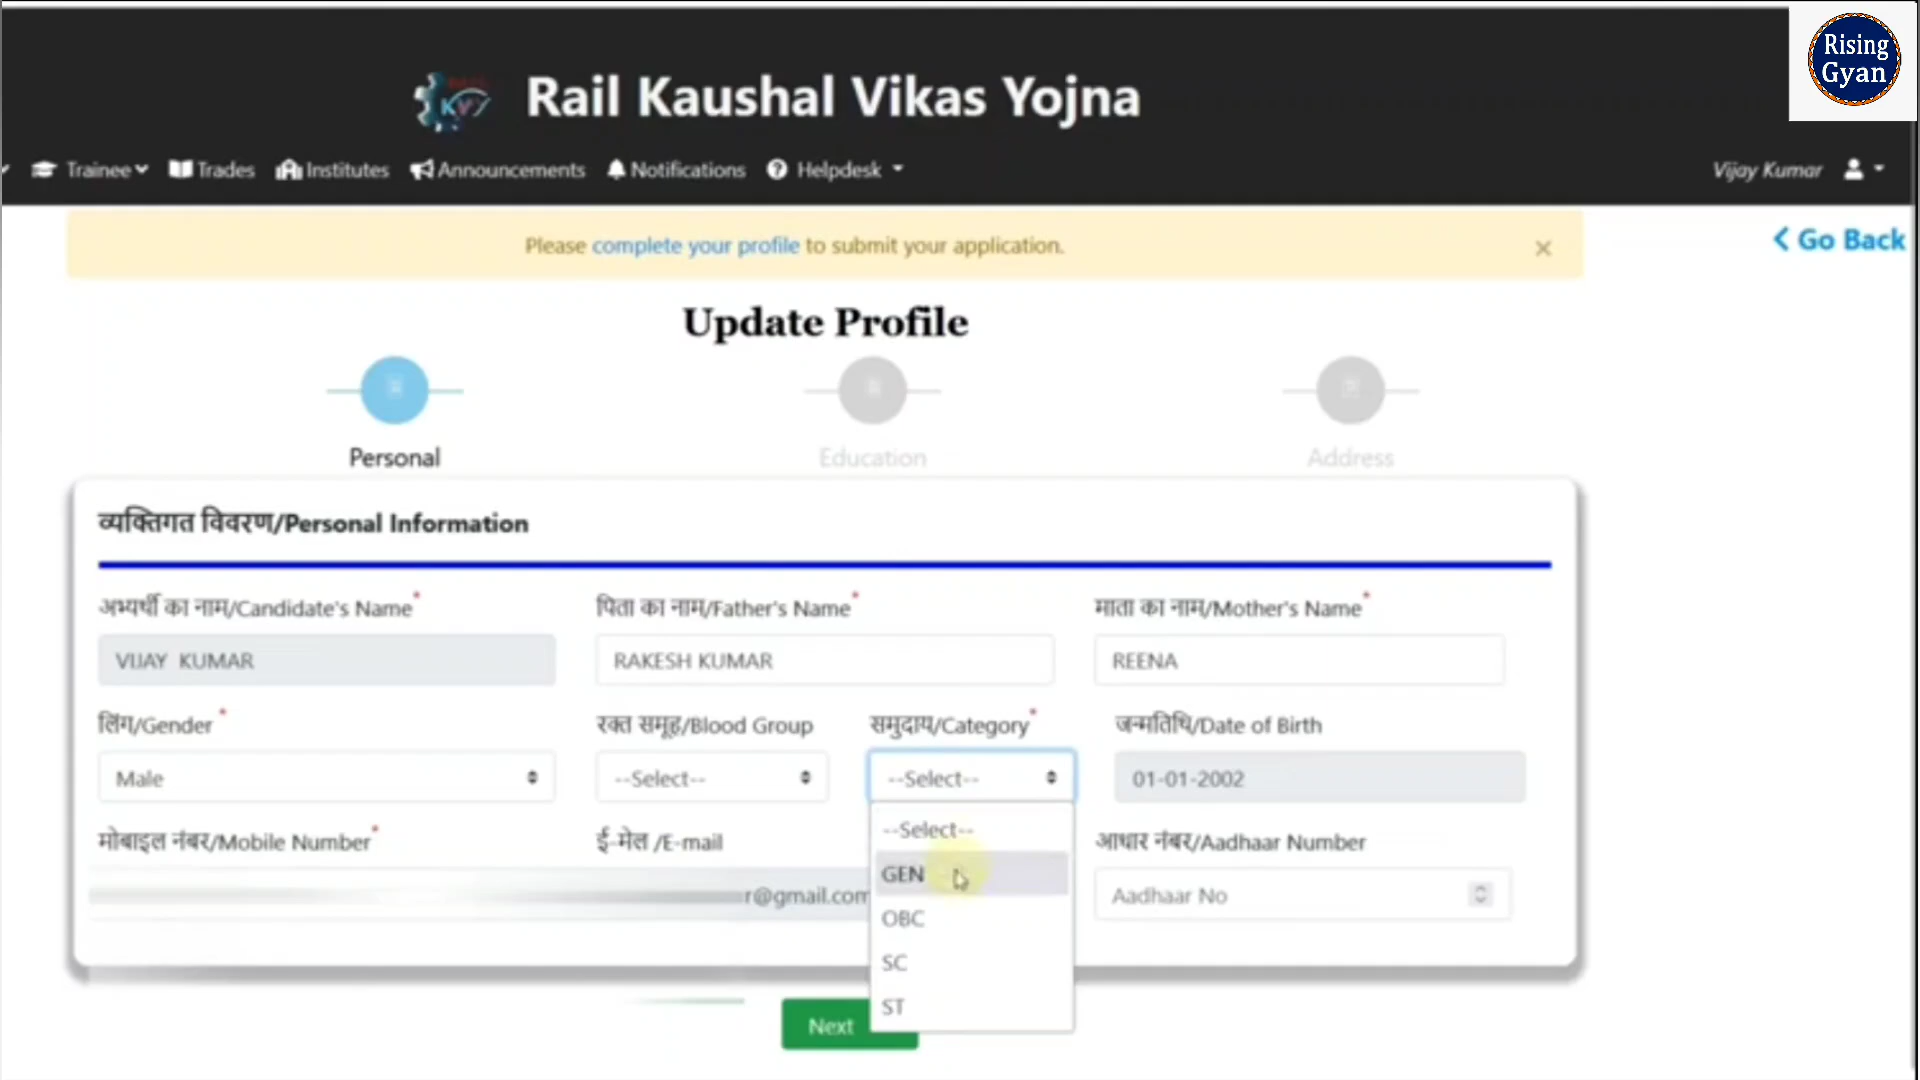 Rising
Gyan
Rail Kaushal Vikas Yojna
Trainee Trades Institutes Announcements Notifications Helpdesk Vijay Kumar
Please complete your profile to submit your application. ×
Go Back
Update Profile
Personal Education Address
व्यक्तिगत विवरण/Personal Information
अभ्यर्थी का नाम/Candidate's Name* पिता का नाम/Father's Name* माता का नाम/Mother's Name*
VIJAY KUMAR RAKESH KUMAR REENA
लिंग/Gender * रक्त समूह/Blood Group समुदाय/Category* जन्मतिथि/Date of Birth
Male --Select-- --Select-- 01-01-2002
--Select--
मोबाइल नंबर/Mobile Number* ई-मेल /E-mail आधार नंबर/Aadhaar Number
GEN
r@gmail.com Aadhaar No
OBC
SC
ST
Next